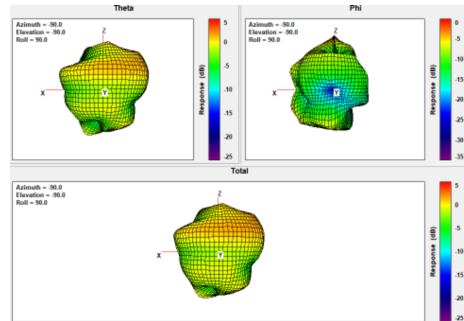 Theta
Azimuth = -90.0
Elevation = -90.0
Roll = 90.0
Z
X
Y
Response (dB)
5
0
-5
-10
-15
-20
-25
Phi
Azimuth = -90.0
Elevation = -90.0
Roll = 90.0
Z
X
Y
Response (dB)
0
-5
-10
-15
-20
-25
-30
-35
Total
Azimuth = -90.0
Elevation = -90.0
Roll = 90.0
Z
X
Y
Response (dB)
5
0
-5
-10
-15
-20
-25